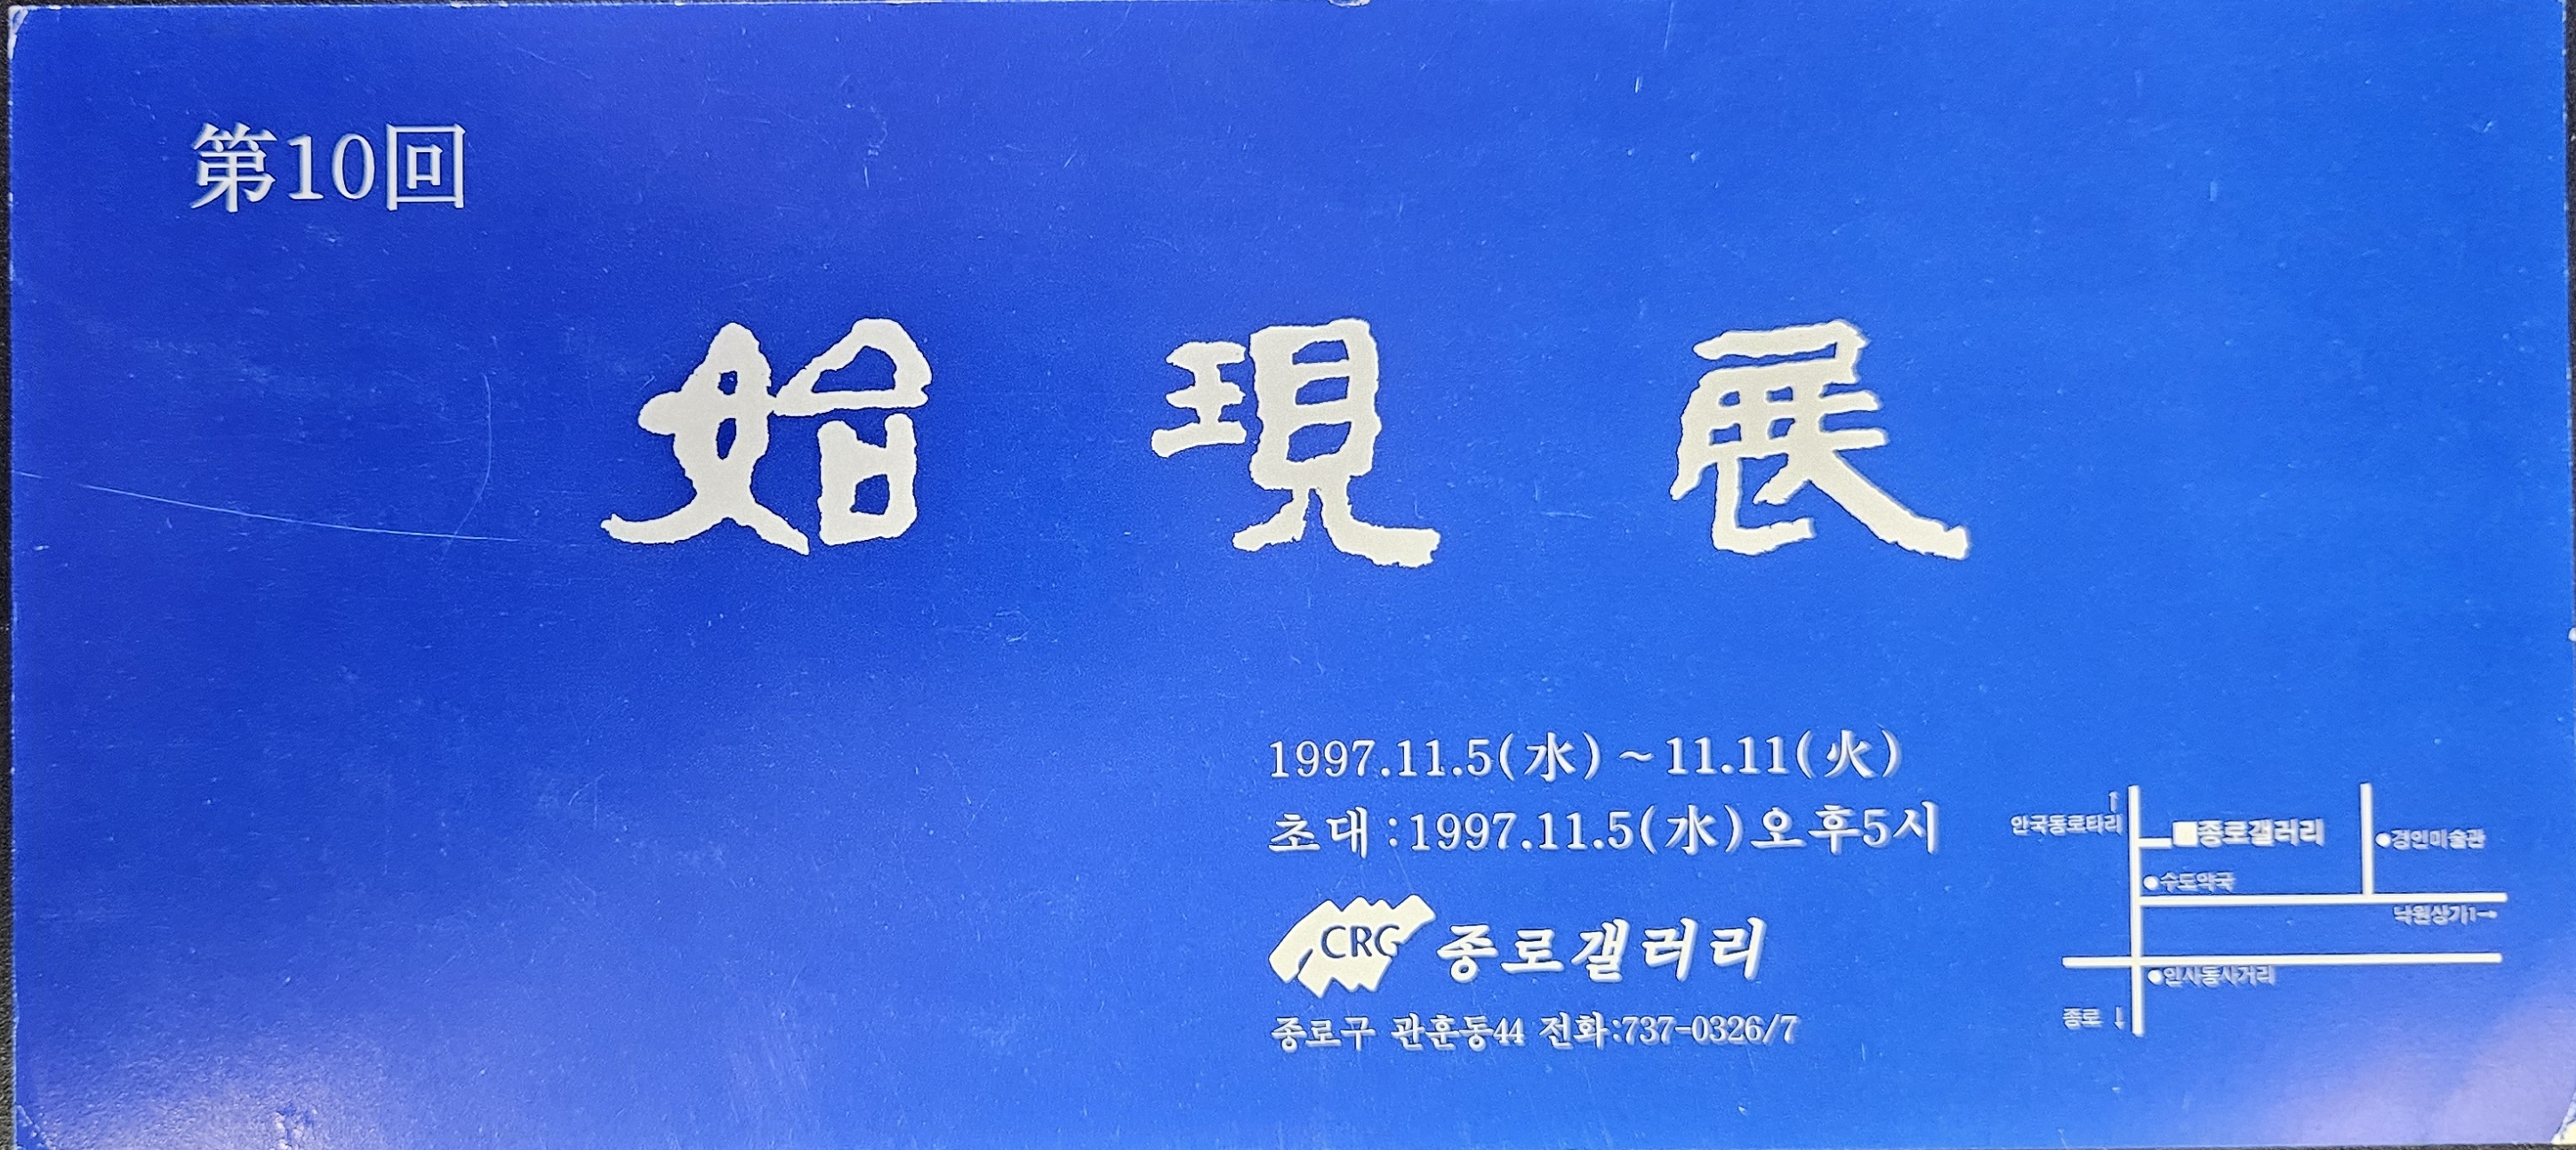 第10回
始 現 展
1997.11.5(水) ~ 11.11(火)
초대 : 1997.11.5(水) 오후5시
CRG 종로갤러리
종로구 관훈동44 전화:737-0326/7
↑
안국동로타리
■종로갤러리
●경인미술관
●수도약국
낙원상가→
●인사동사거리
종로 ↓